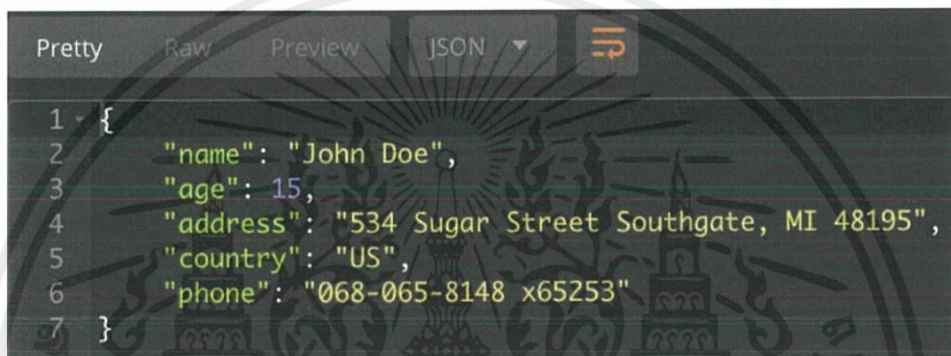 Pretty Raw Preview JSON
1 {
2 "name": "John Doe",
3 "age": 15,
4 "address": "534 Sugar Street Southgate, MI 48195",
5 "country": "US",
6 "phone": "068-065-8148 x65253"
7 }